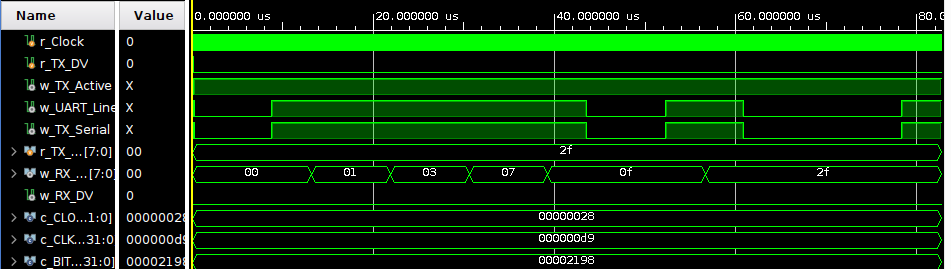 Name Value 0.000000 us 20.000000 us 40.000000 us 60.000000 us 80.0
r_Clock 0
r_TX_DV 0
w_TX_Active X
w_UART_Line X
w_TX_Serial X
r_TX_...[7:0] 00 2f
w_RX_...[7:0] 00 00 01 03 07 0f 2f
w_RX_DV 0
c_CLO...1:0] 00000028 00000028
c_CLK...31:0] 000000d9 000000d9
c_BIT...31:0] 00002198 00002198